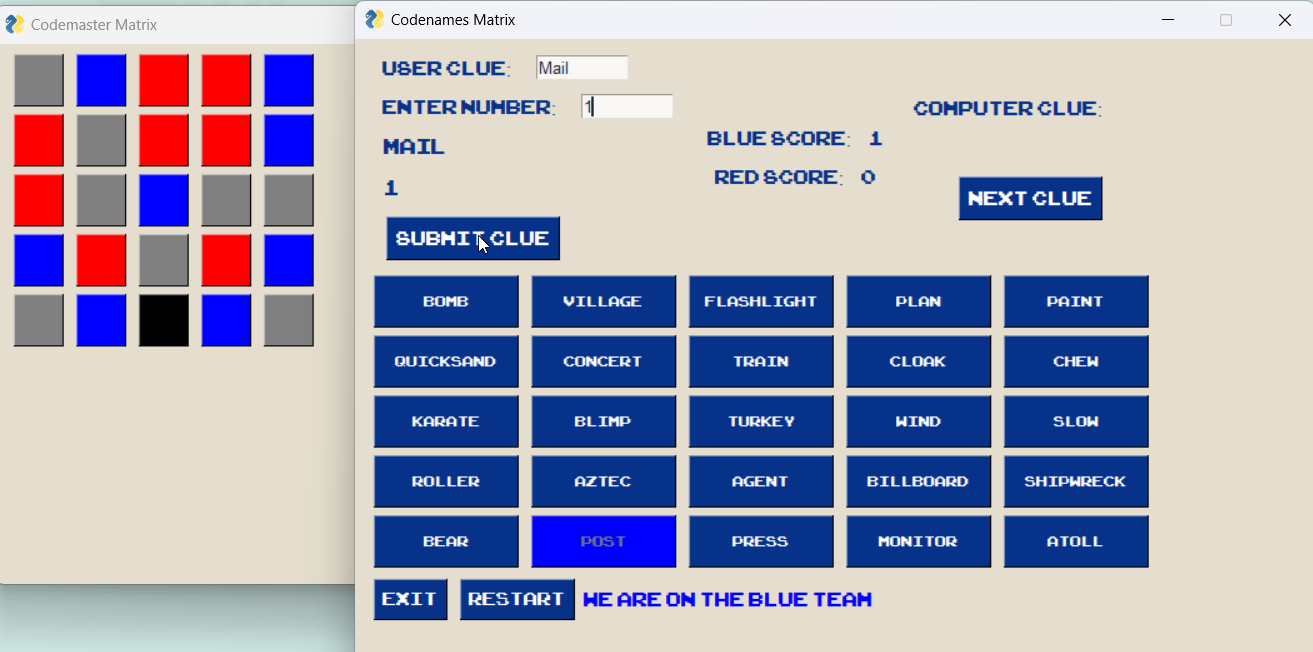 Codemaster Matrix
Codenames Matrix
USER CLUE: Mail
ENTER NUMBER: 1
COMPUTER CLUE:
MAIL
BLUE SCORE: 1
RED SCORE: 0
1
NEXT CLUE
SUBMIT CLUE
BOMB VILLAGE FLASHLIGHT PLAN PAINT
QUICKSAND CONCERT TRAIN CLOAK CHEW
KARATE BLIMP TURKEY WIND SLOW
ROLLER AZTEC AGENT BILLBOARD SHIPWRECK
BEAR POST PRESS MONITOR ATOLL
EXIT RESTART WE ARE ON THE BLUE TEAM